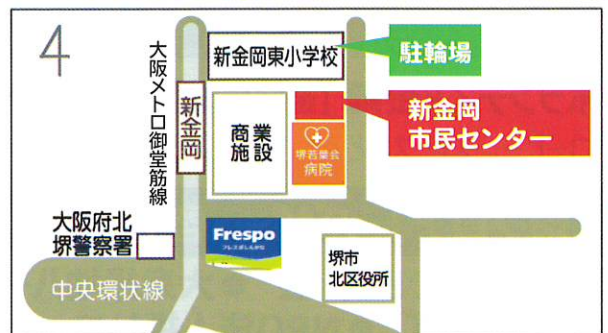 4
大阪メトロ御堂筋線
新金岡
新金岡東小学校
駐輪場
新金岡
市民センター
商業
施設
堺若葉会
病院
大阪府北
堺警察署
Frespo
フレスポしんかな
堺市
北区役所
中央環状線